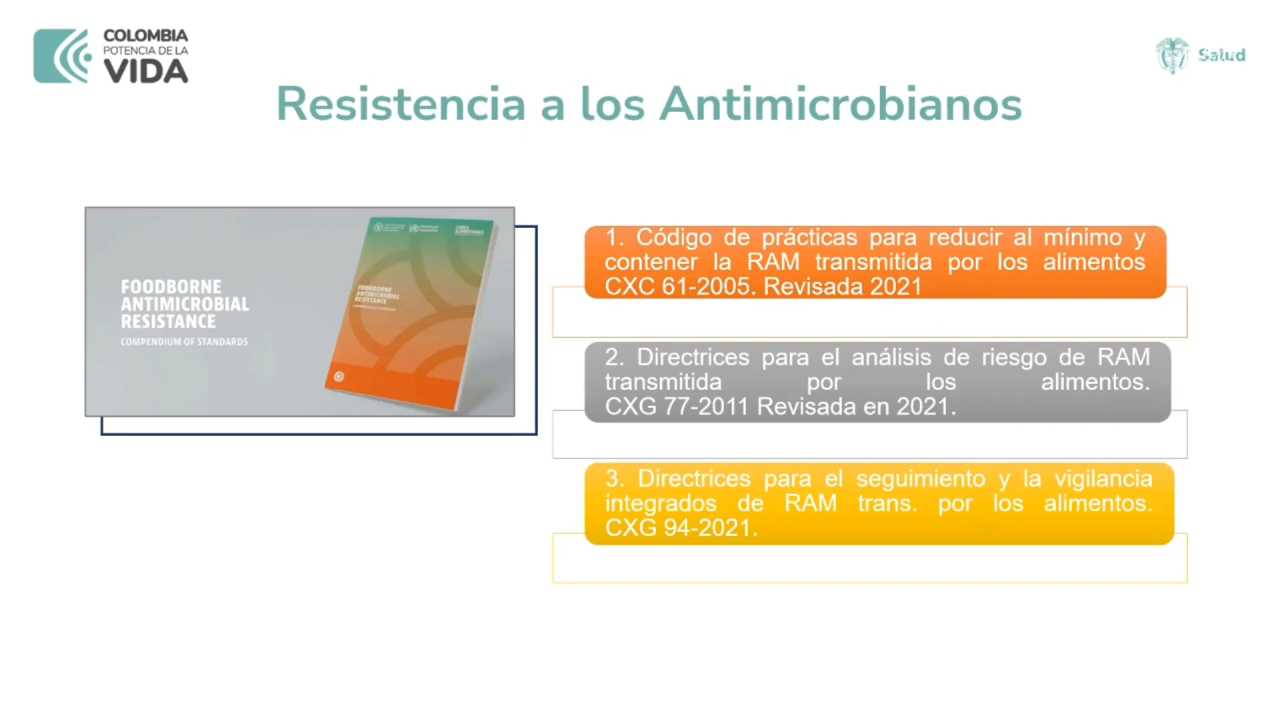 COLOMBIA
POTENCIA DE LA
VIDA
Salud
Resistencia a los Antimicrobianos
FOODBORNE
ANTIMICROBIAL
RESISTANCE
COMPENDIUM OF STANDARDS
FOODBORNE
ANTIMICROBIAL
RESISTANCE
1. Código de prácticas para reducir al mínimo y
contener la RAM transmitida por los alimentos
CXC 61-2005. Revisada 2021
2. Directrices para el análisis de riesgo de RAM
transmitida por los alimentos.
CXG 77-2011 Revisada en 2021.
3. Directrices para el seguimiento y la vigilancia
integrados de RAM trans. por los alimentos.
CXG 94-2021.